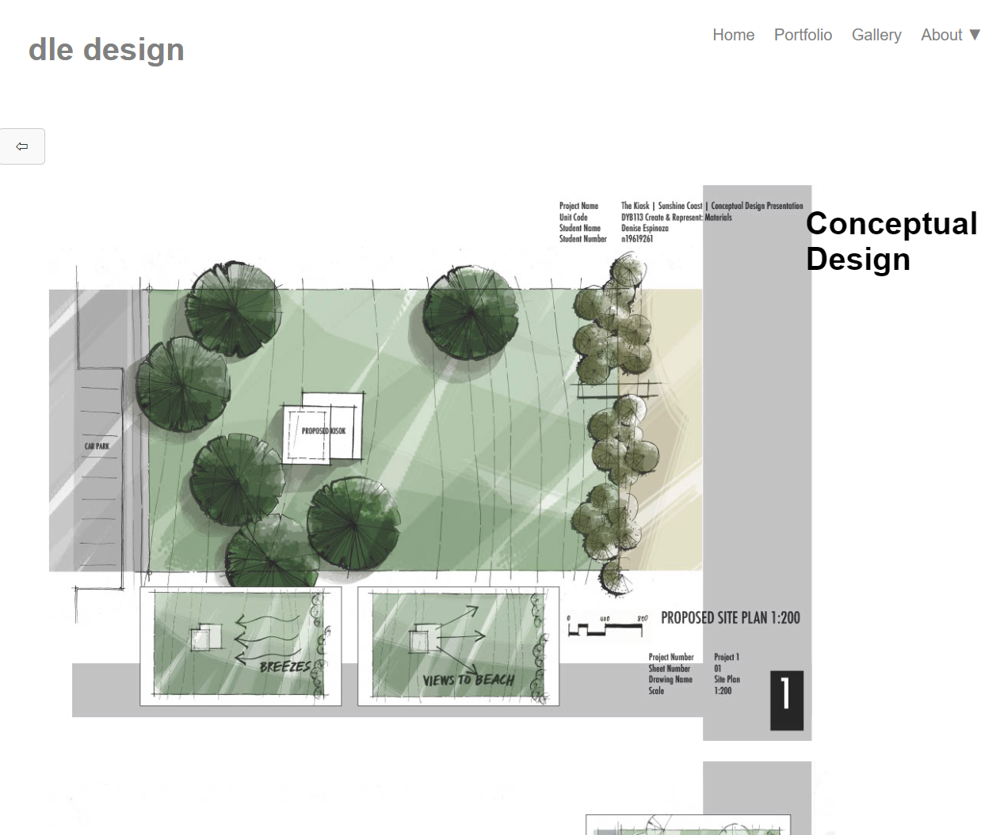 dle design
Home Portfolio Gallery About ▼
⇦
Project Name The Kiosk | Sunshine Coast | Conceptual Design Presentation
Unit Code DYB113 Create & Represent: Materials
Student Name Denise Espinoza
Student Number n19619261
Conceptual
Design
PROPOSED KISOK
CAR PARK
BREEZES
VIEWS TO BEACH
0 400 800
PROPOSED SITE PLAN 1:200
Project Number Project 1
Sheet Number 01
Drawing Name Site Plan
Scale 1:200
1